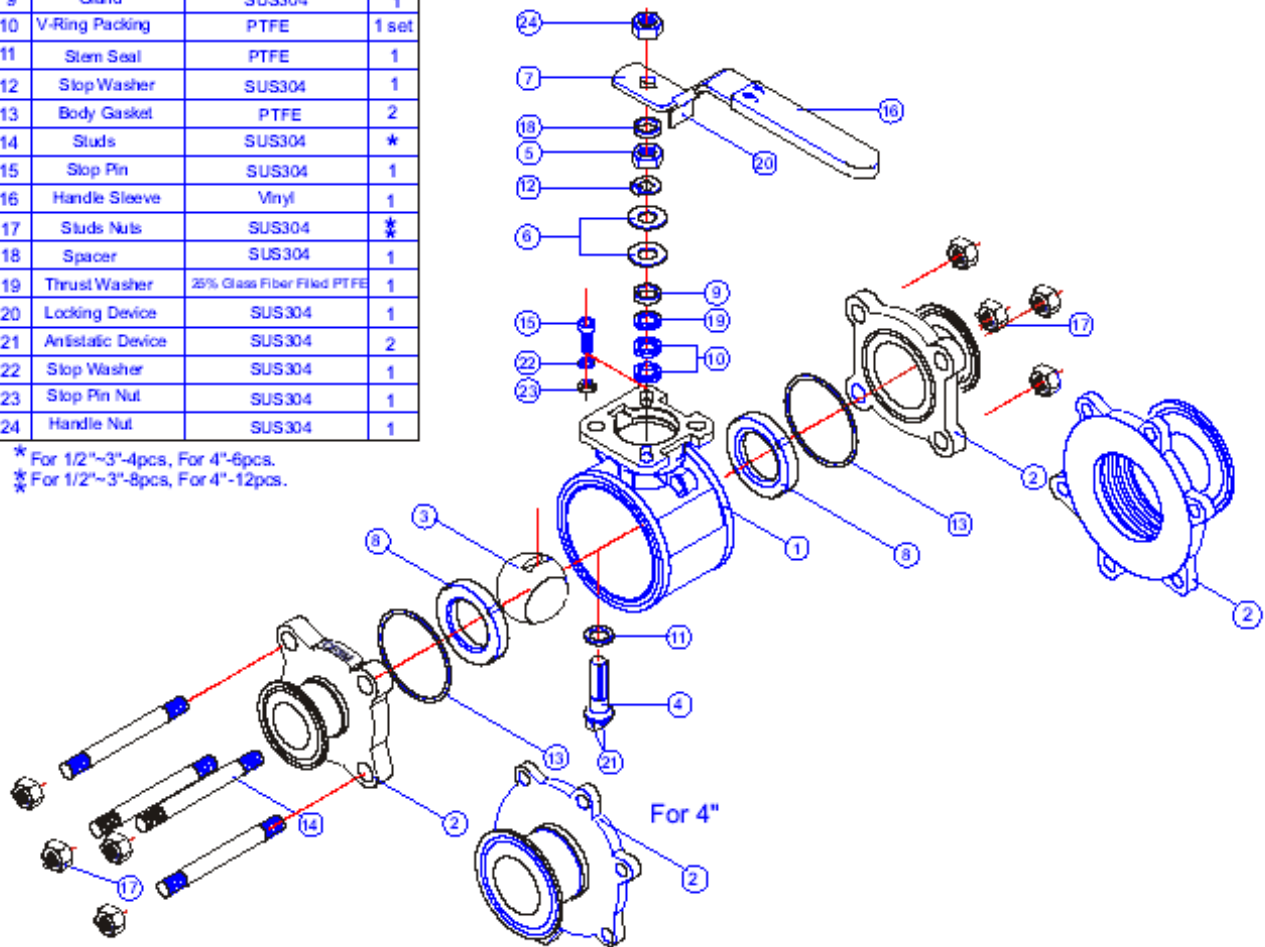 9 Gland SUS304 1
10 V-Ring Packing PTFE 1 set
11 Stem Seal PTFE 1
12 Stop Washer SUS304 1
13 Body Gasket PTFE 2
14 Studs SUS304 *
15 Stop Pin SUS304 1
16 Handle Sleeve Vinyl 1
17 Studs Nuts SUS304 **
18 Spacer SUS304 1
19 Thrust Washer 25% Glass Fiber Filled PTFE 1
20 Locking Device SUS304 1
21 Antistatic Device SUS304 2
22 Stop Washer SUS304 1
23 Stop Pin Nut SUS304 1
24 Handle Nut SUS304 1
* For 1/2"~3"-4pcs, For 4"-6pcs.
** For 1/2"~3"-8pcs, For 4"-12pcs.
24
7
16
18
5
20
12
6
9
15
19
17
10
22
23
2
13
3
1
8
8
2
11
4
13
21
For 4"
14
2
2
17